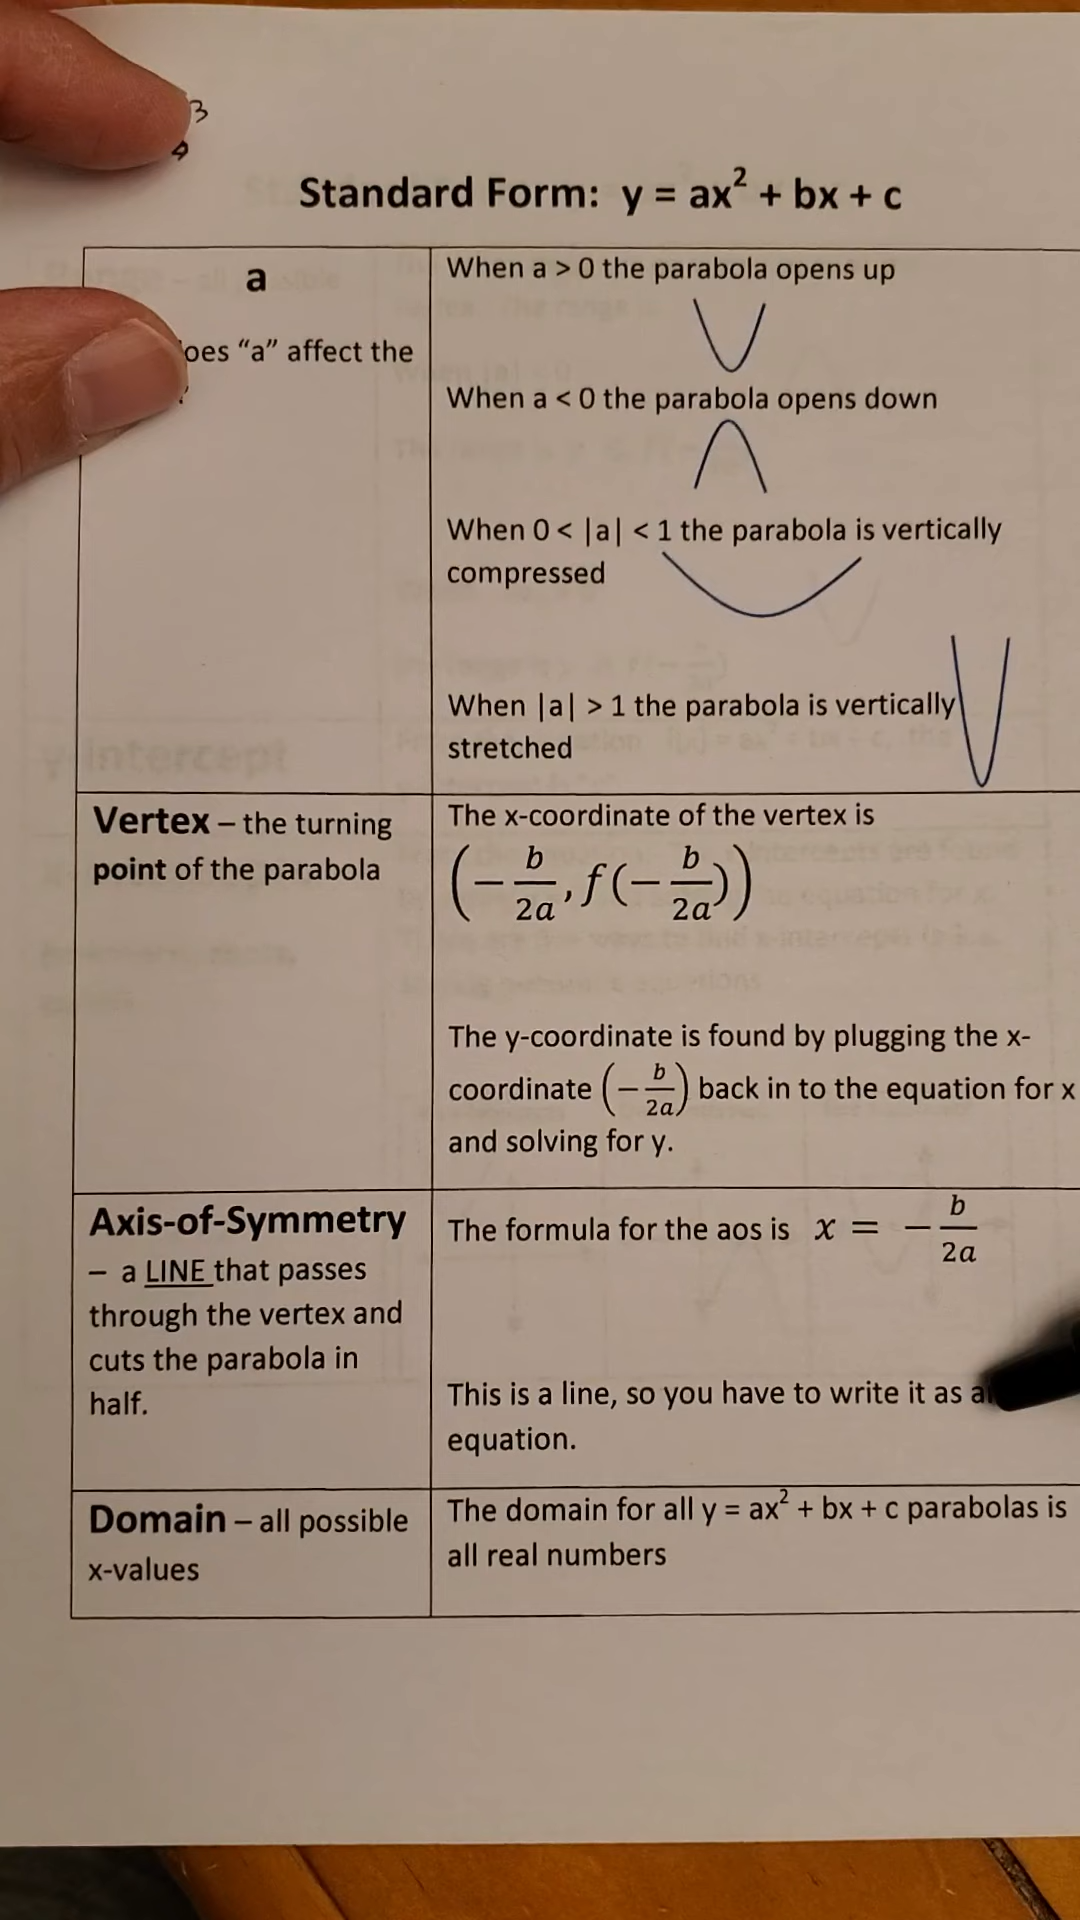 3
Standard Form: y = ax² + bx + c
a
"a" affect the
When a > 0 the parabola opens up
When a < 0 the parabola opens down
When 0 < |a| < 1 the parabola is vertically
compressed
When |a| > 1 the parabola is vertically
stretched
Vertex – the turning
point of the parabola
The x-coordinate of the vertex is
(−b/2a, f(−b/2a))
The y-coordinate is found by plugging the x-
coordinate (−b/2a) back in to the equation for x
and solving for y.
Axis-of-Symmetry
– a LINE that passes
through the vertex and
cuts the parabola in
half.
The formula for the aos is x = −b/2a
This is a line, so you have to write it as
equation.
Domain – all possible
x-values
The domain for all y = ax² + bx + c parabolas is
all real numbers